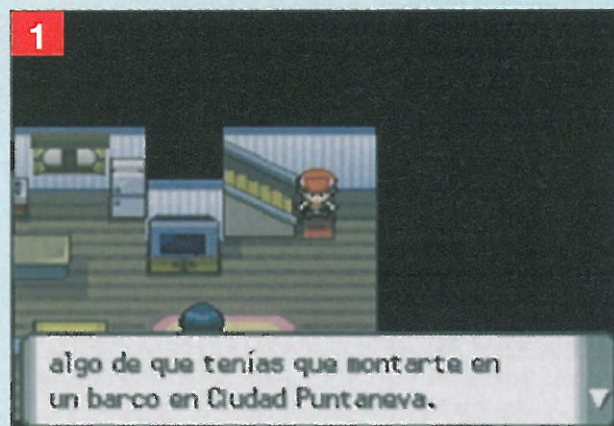 1
algo de que tenías que montarte en
un barco en Ciudad Puntaneva.